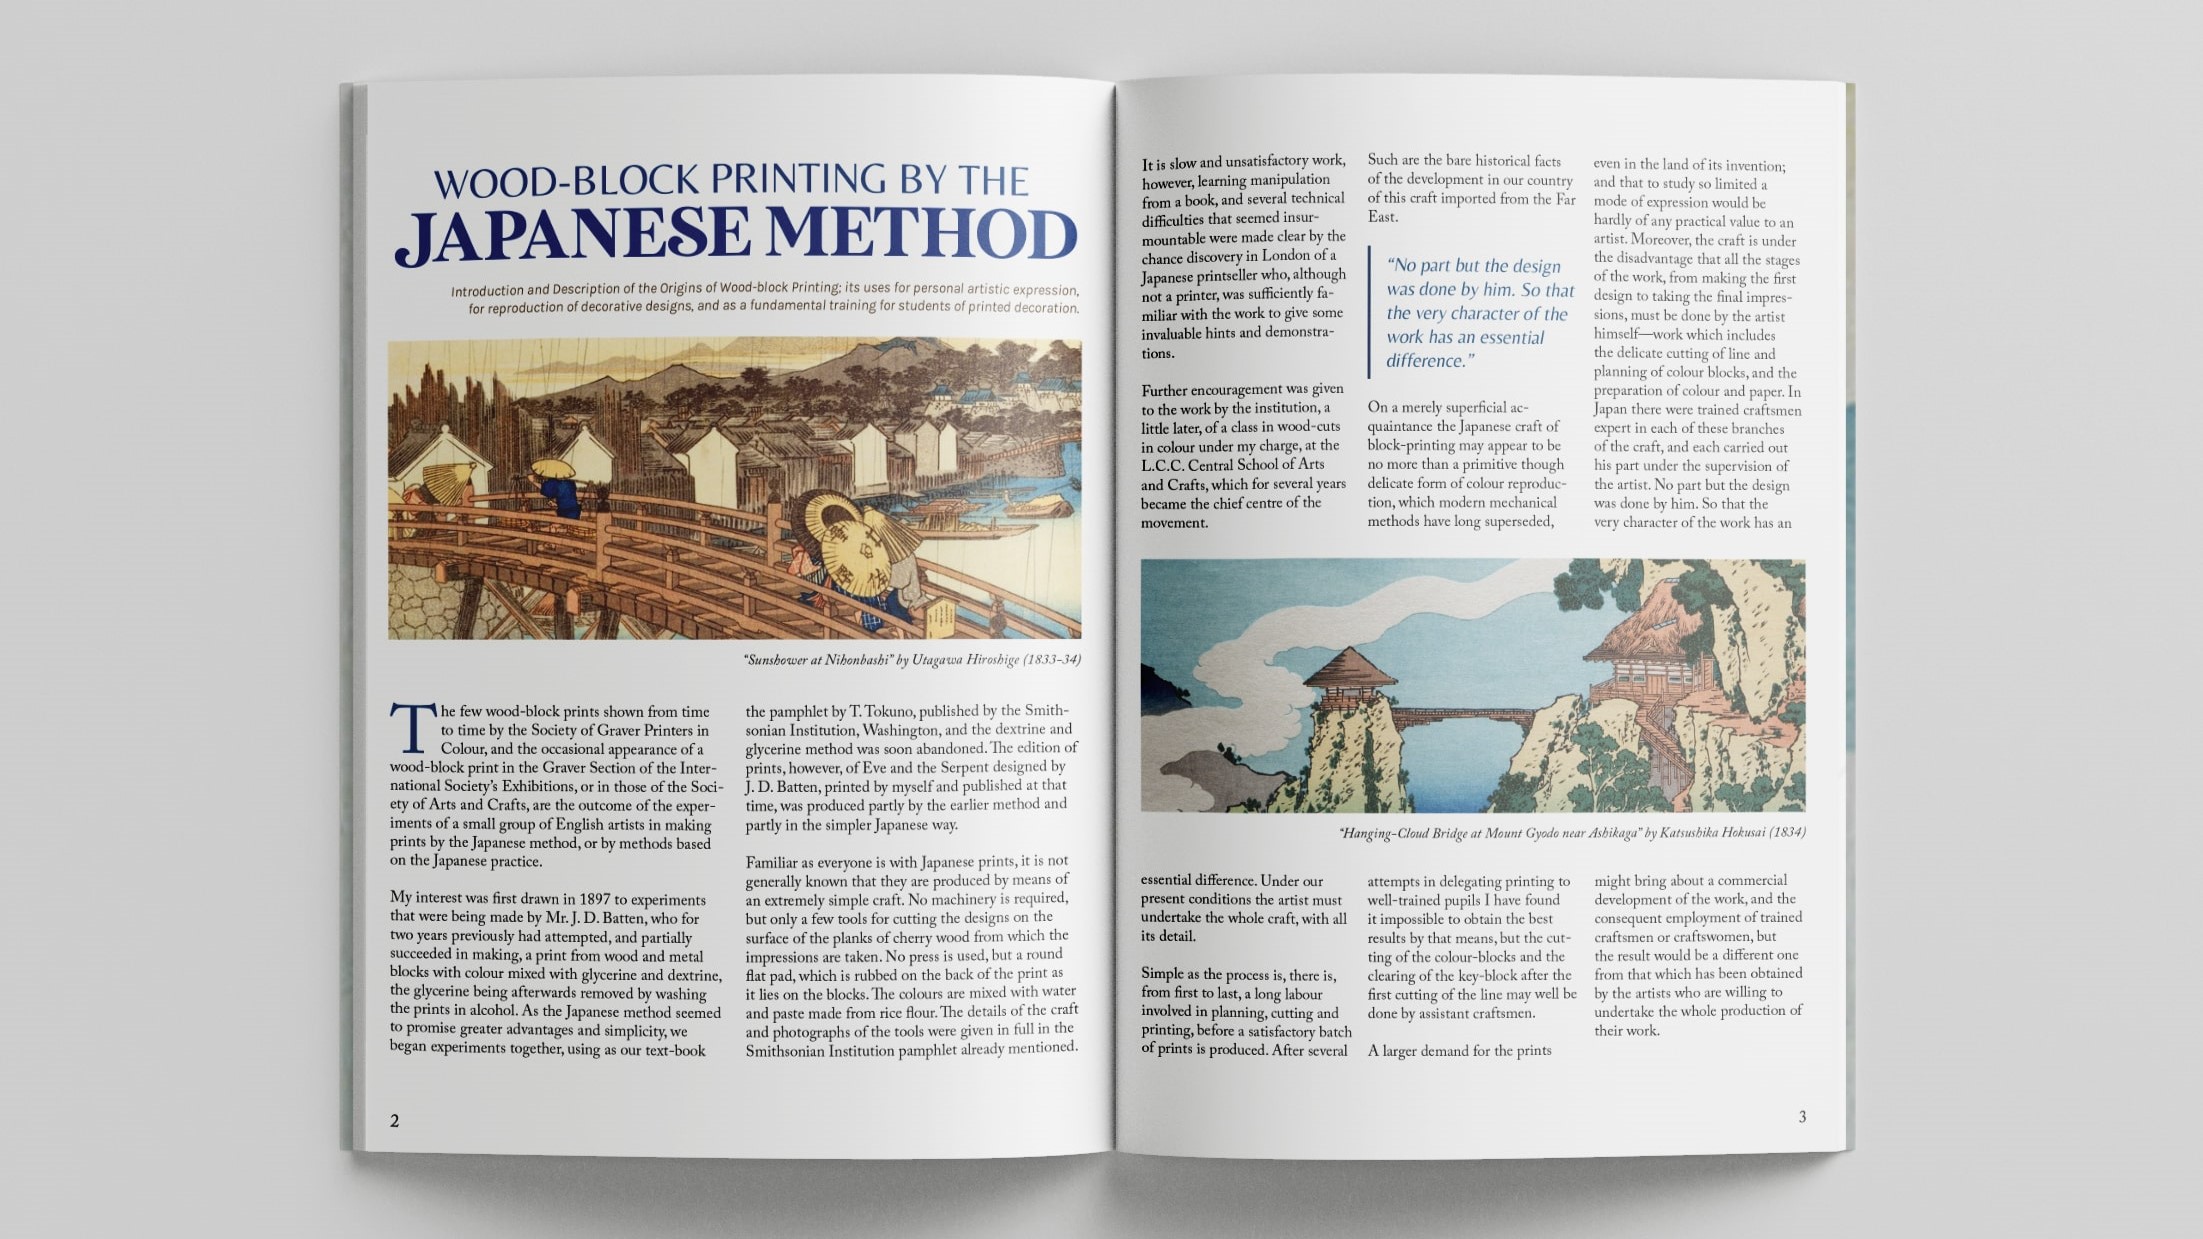 WOOD-BLOCK PRINTING BY THE
JAPANESE METHOD
Introduction and Description of the Origins of Wood-block Printing; its uses for personal artistic expression,
for reproduction of decorative designs, and as a fundamental training for students of printed decoration.
"Sunshower at Nihonbashi" by Utagawa Hiroshige (1833-34)
The few wood-block prints shown from time
to time by the Society of Graver Printers in
Colour, and the occasional appearance of a
wood-block print in the Graver Section of the Inter-
national Society's Exhibitions, or in those of the Soci-
ety of Arts and Crafts, are the outcome of the exper-
iments of a small group of English artists in making
prints by the Japanese method, or by methods based
on the Japanese practice.
My interest was first drawn in 1897 to experiments
that were being made by Mr. J. D. Batten, who for
two years previously had attempted, and partially
succeeded in making, a print from wood and metal
blocks with colour mixed with glycerine and dextrine,
the glycerine being afterwards removed by washing
the prints in alcohol. As the Japanese method seemed
to promise greater advantages and simplicity, we
began experiments together, using as our text-book
the pamphlet by T. Tokuno, published by the Smith-
sonian Institution, Washington, and the dextrine and
glycerine method was soon abandoned. The edition of
prints, however, of Eve and the Serpent designed by
J. D. Batten, printed by myself and published at that
time, was produced partly by the earlier method and
partly in the simpler Japanese way.
Familiar as everyone is with Japanese prints, it is not
generally known that they are produced by means of
an extremely simple craft. No machinery is required,
but only a few tools for cutting the designs on the
surface of the planks of cherry wood from which the
impressions are taken. No press is used, but a round
flat pad, which is rubbed on the back of the print as
it lies on the blocks. The colours are mixed with water
and paste made from rice flour. The details of the craft
and photographs of the tools were given in full in the
Smithsonian Institution pamphlet already mentioned.
2
It is slow and unsatisfactory work,
however, learning manipulation
from a book, and several technical
difficulties that seemed insur-
mountable were made clear by the
chance discovery in London of a
Japanese printseller who, although
not a printer, was sufficiently fa-
miliar with the work to give some
invaluable hints and demonstra-
tions.
Further encouragement was given
to the work by the institution, a
little later, of a class in wood-cuts
in colour under my charge, at the
L.C.C. Central School of Arts
and Crafts, which for several years
became the chief centre of the
movement.
Such are the bare historical facts
of the development in our country
of this craft imported from the Far
East.
"No part but the design
was done by him. So that
the very character of the
work has an essential
difference."
On a merely superficial ac-
quaintance the Japanese craft of
block-printing may appear to be
no more than a primitive though
delicate form of colour reproduc-
tion, which modern mechanical
methods have long superseded,
even in the land of its invention;
and that to study so limited a
mode of expression would be
hardly of any practical value to an
artist. Moreover, the craft is under
the disadvantage that all the stages
of the work, from making the first
design to taking the final impres-
sions, must be done by the artist
himself—work which includes
the delicate cutting of line and
planning of colour blocks, and the
preparation of colour and paper. In
Japan there were trained craftsmen
expert in each of these branches
of the craft, and each carried out
his part under the supervision of
the artist. No part but the design
was done by him. So that the
very character of the work has an
"Hanging-Cloud Bridge at Mount Gyodo near Ashikaga" by Katsushika Hokusai (1834)
essential difference. Under our
present conditions the artist must
undertake the whole craft, with all
its detail.
Simple as the process is, there is,
from first to last, a long labour
involved in planning, cutting and
printing, before a satisfactory batch
of prints is produced. After several
attempts in delegating printing to
well-trained pupils I have found
it impossible to obtain the best
results by that means, but the cut-
ting of the colour-blocks and the
clearing of the key-block after the
first cutting of the line may well be
done by assistant craftsmen.
A larger demand for the prints
might bring about a commercial
development of the work, and the
consequent employment of trained
craftsmen or craftswomen, but
the result would be a different one
from that which has been obtained
by the artists who are willing to
undertake the whole production of
their work.
3